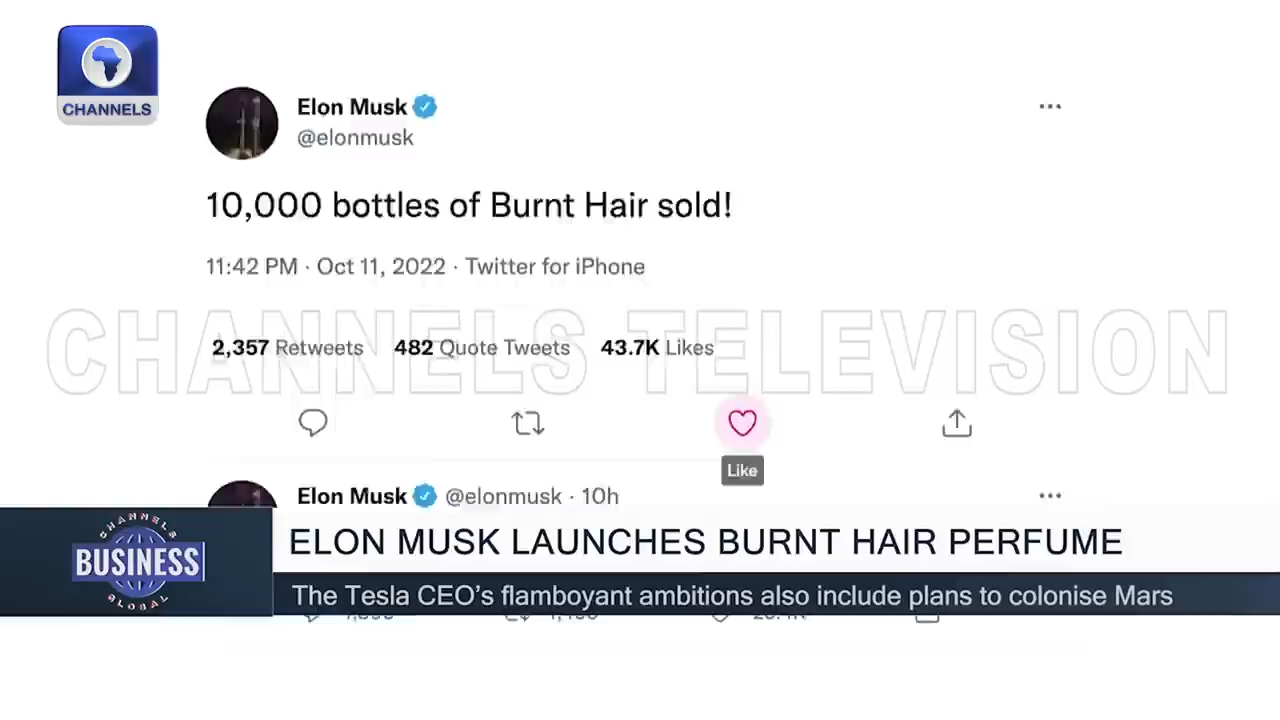 CHANNELS
Elon Musk
@elonmusk
10,000 bottles of Burnt Hair sold!
11:42 PM · Oct 11, 2022 · Twitter for iPhone
CHANNELS TELEVISION
2,357 Retweets 482 Quote Tweets 43.7K Likes
Like
Elon Musk @elonmusk · 10h
CHANNELS
BUSINESS
GLOBAL
ELON MUSK LAUNCHES BURNT HAIR PERFUME
The Tesla CEO's flamboyant ambitions also include plans to colonise Mars